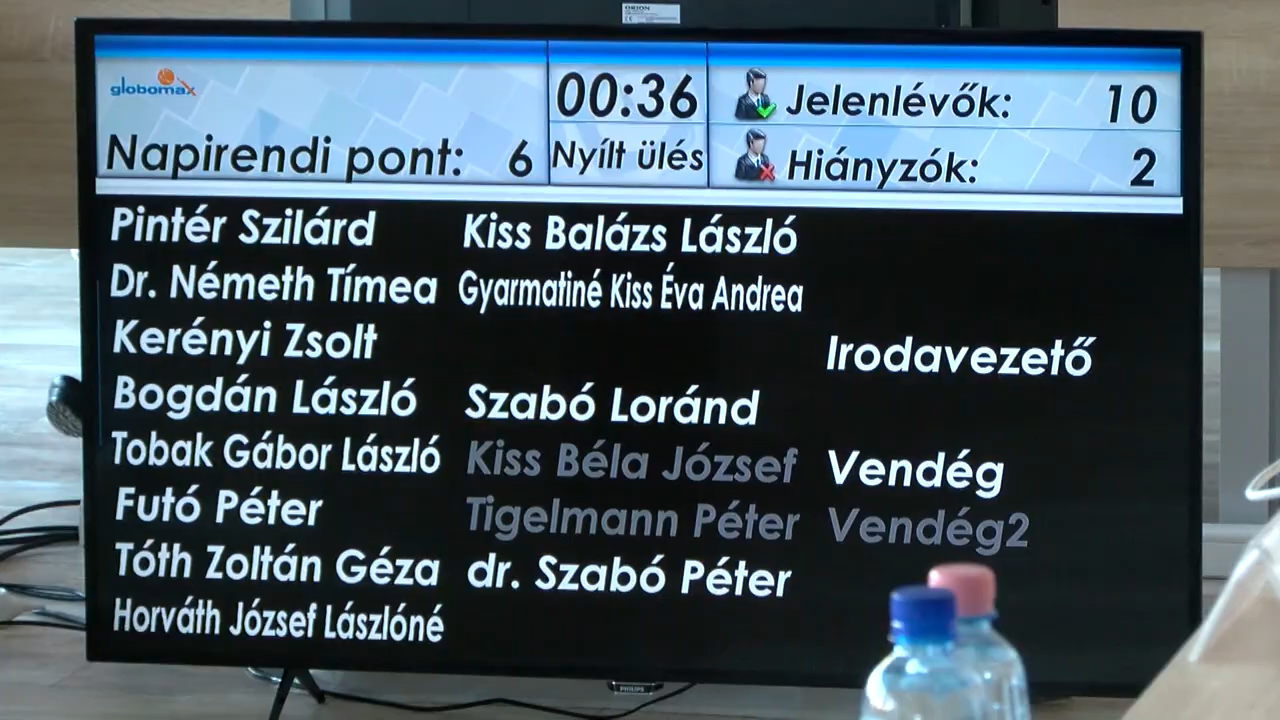 ORION
globomax
Napirendi pont: 6
00:36
Nyílt ülés
Jelenlévők: 10
Hiányzók: 2
Pintér Szilárd
Dr. Németh Tímea
Kerényi Zsolt
Bogdán László
Tobak Gábor László
Futó Péter
Tóth Zoltán Géza
Horváth József Lászlóné
Kiss Balázs László
Gyarmatiné Kiss Éva Andrea
Szabó Loránd
Kiss Béla József
Tigelmann Péter
dr. Szabó Péter
Irodavezető
Vendég
Vendég2
PHILIPS